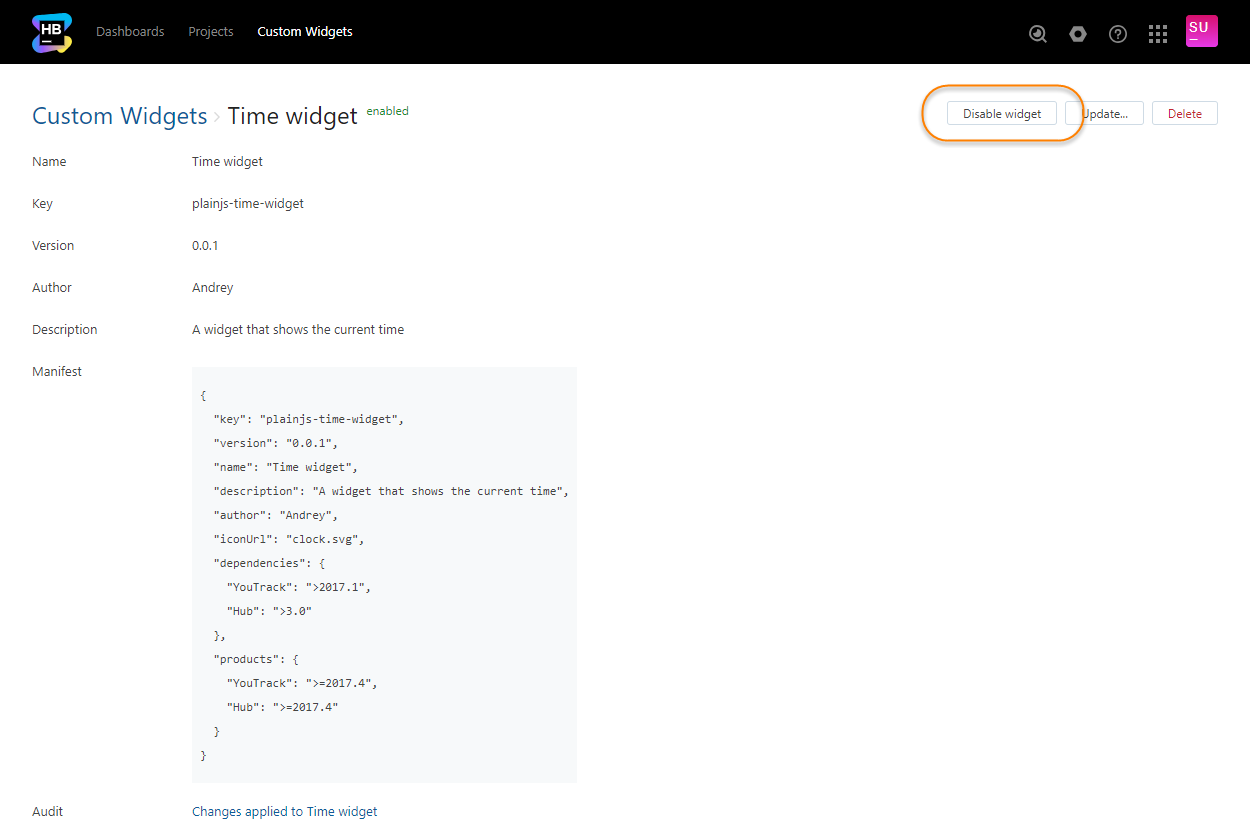 HB
Dashboards Projects Custom Widgets
SU
Custom Widgets › Time widget enabled
Disable widget Update... Delete
Name Time widget
Key plainjs-time-widget
Version 0.0.1
Author Andrey
Description A widget that shows the current time
Manifest
{
"key": "plainjs-time-widget",
"version": "0.0.1",
"name": "Time widget",
"description": "A widget that shows the current time",
"author": "Andrey",
"iconUrl": "clock.svg",
"dependencies": {
"YouTrack": ">2017.1",
"Hub": ">3.0"
},
"products": {
"YouTrack": ">=2017.4",
"Hub": ">=2017.4"
}
}
Audit Changes applied to Time widget